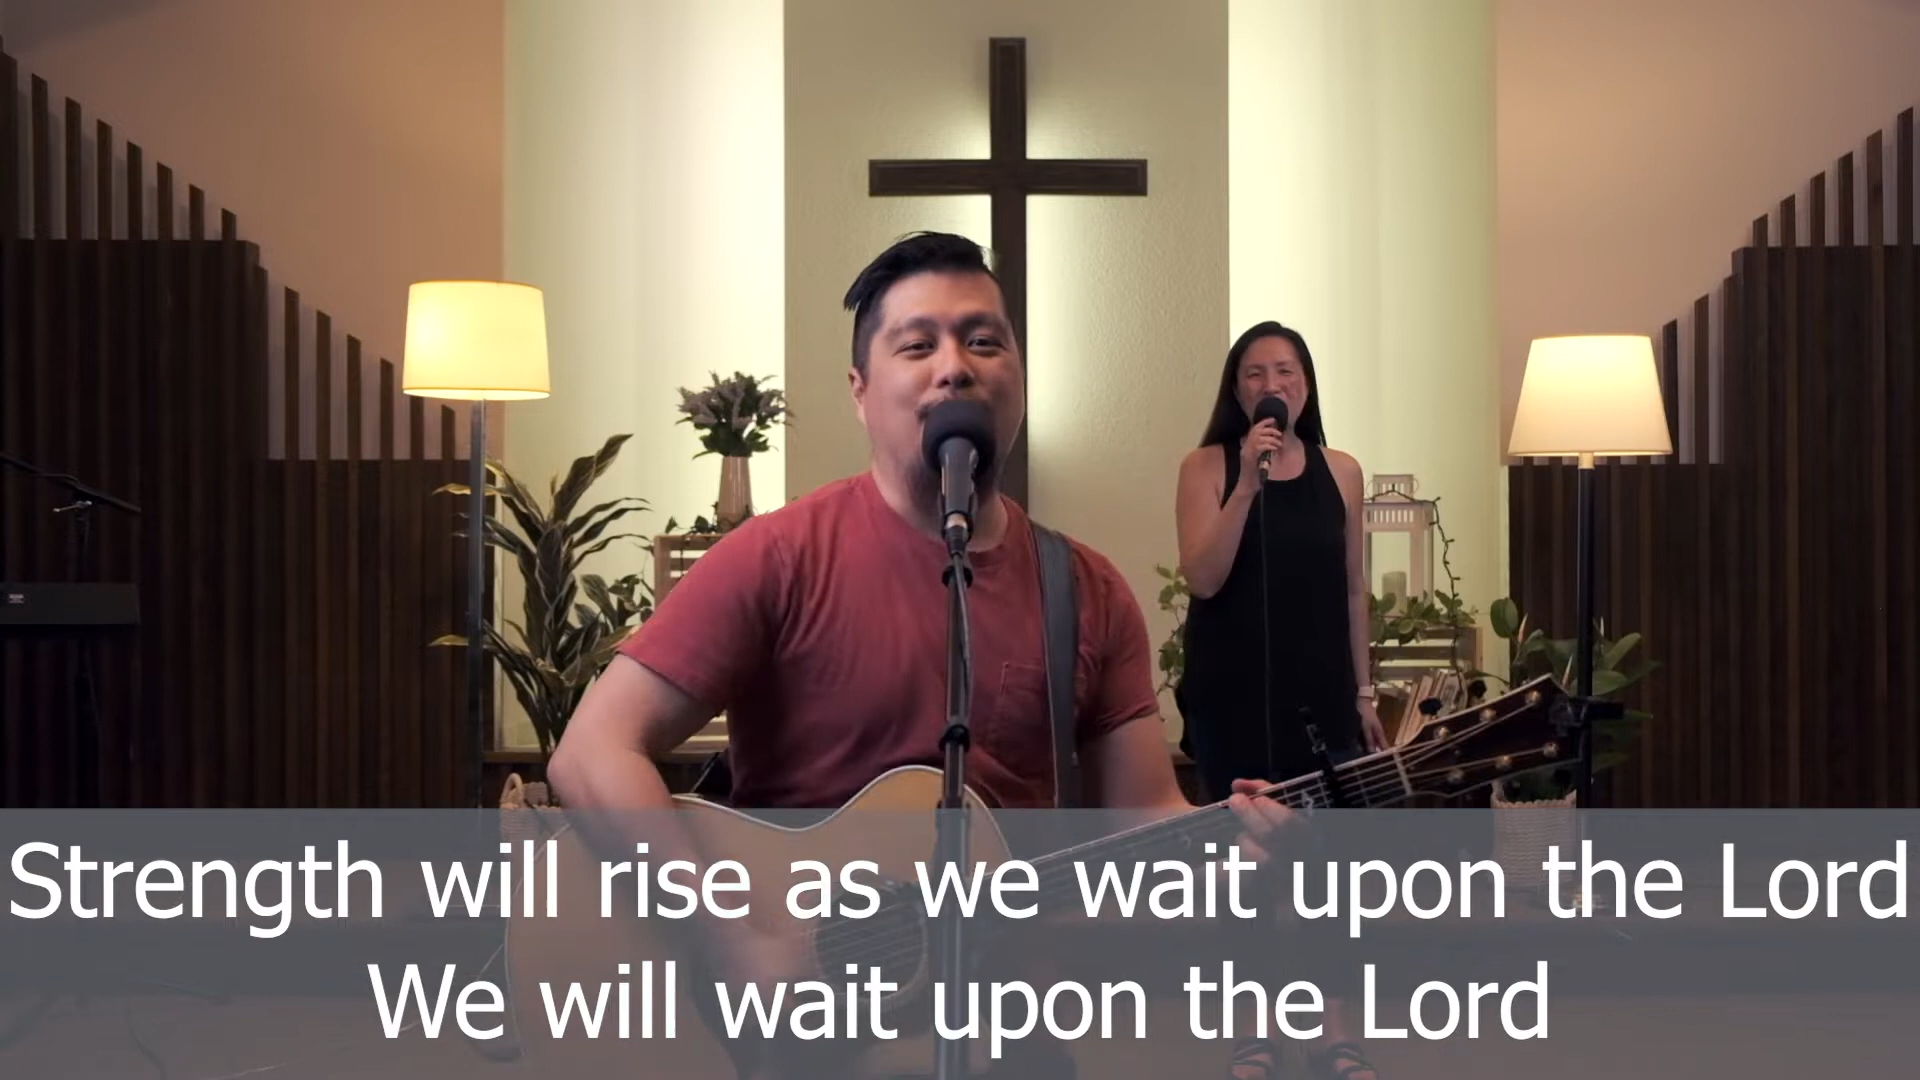 Strength will rise as we wait upon the Lord
We will wait upon the Lord